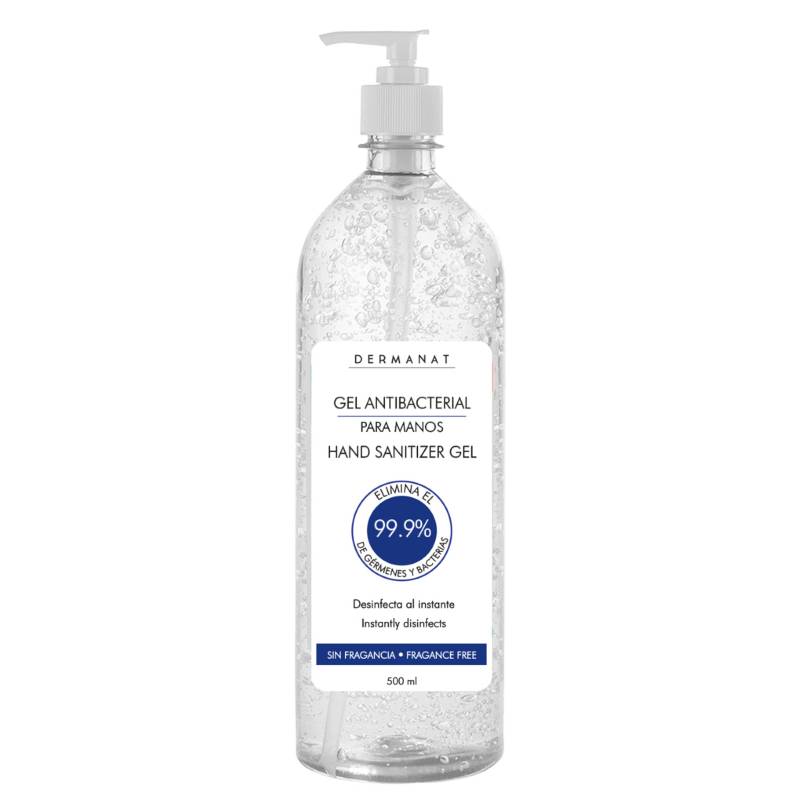 DERMANAT
GEL ANTIBACTERIAL
PARA MANOS
HAND SANITIZER GEL
ELIMINA EL
99.9%
DE GÉRMENES Y BACTERIAS
Desinfecta al instante
Instantly disinfects
SIN FRAGANCIA • FRAGANCE FREE
500 ml